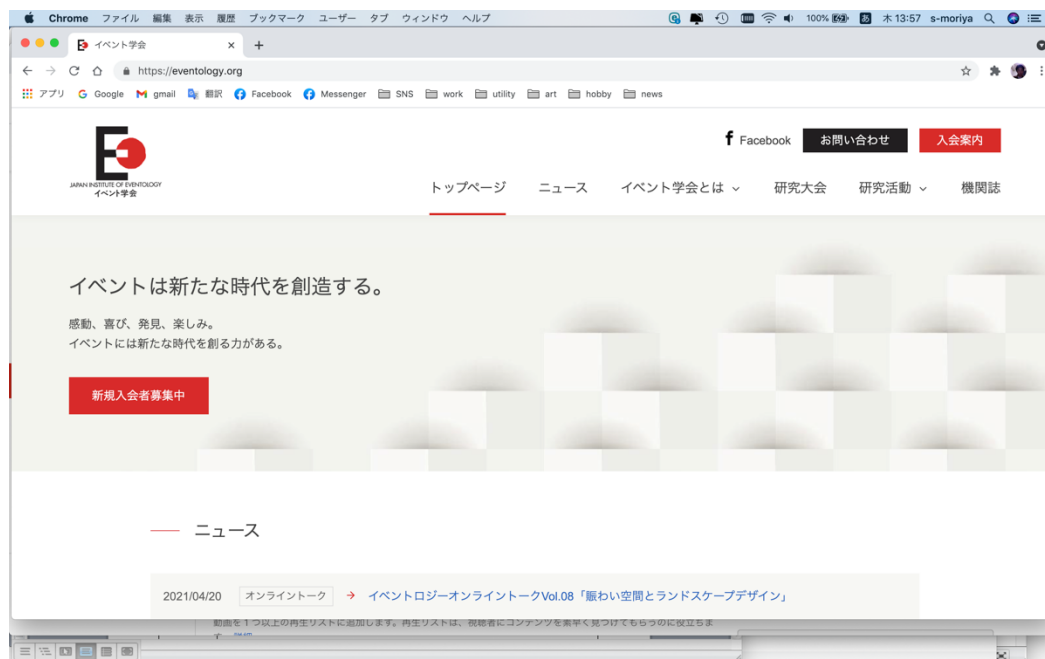 Chrome ファイル 編集 表示 履歴 ブックマーク ユーザー タブ ウィンドウ ヘルプ 100% あ 木 13:57 s-moriya
イベント学会
https://eventology.org
アプリ Google gmail 翻訳 Facebook Messenger SNS work utility art hobby news
Facebook お問い合わせ 入会案内
JAPAN INSTITUTE OF EVENTOLOGY
イベント学会
トップページ ニュース イベント学会とは 研究大会 研究活動 機関誌
イベントは新たな時代を創造する。
感動、喜び、発見、楽しみ。
イベントには新たな時代を創る力がある。
新規入会者募集中
ニュース
2021/04/20 オンライントーク → イベントロジーオンライントークVol.08「賑わい空間とランドスケープデザイン」
動画を 1 つ以上の再生リストに追加します。再生リストは、視聴者にコンテンツを素早く見つけてもらうのに役立ちま